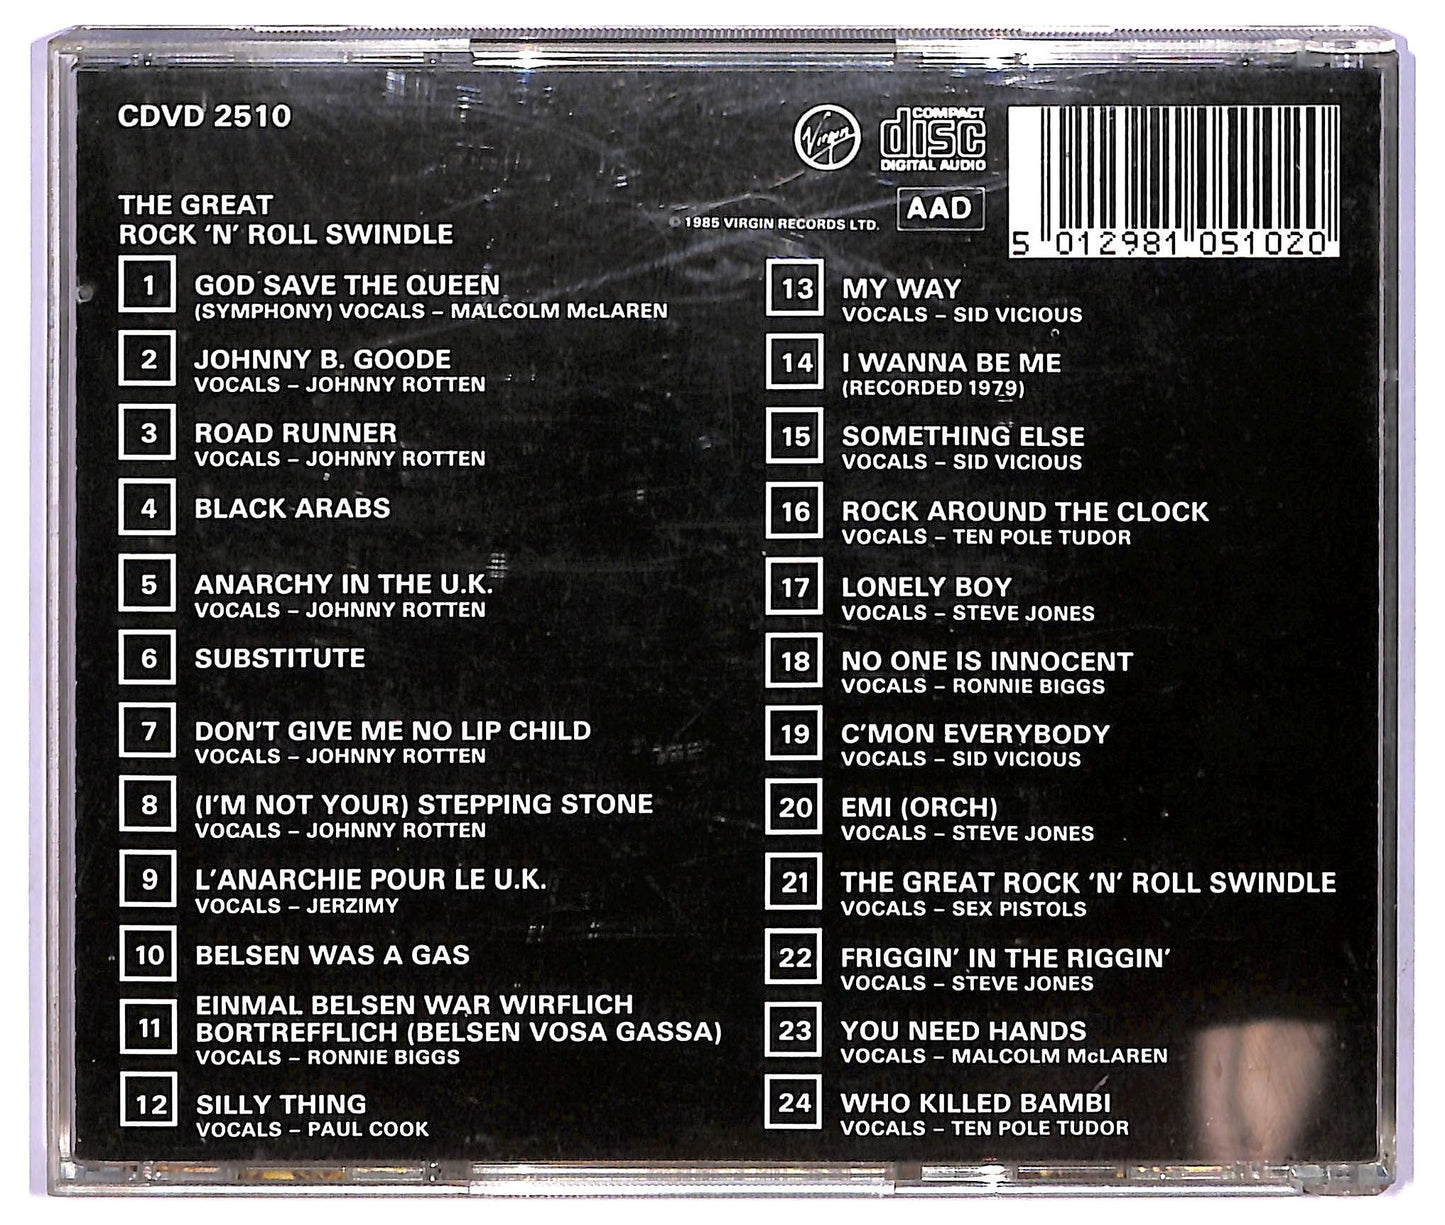 CDVD 2510
Virgin
COMPACT
disc
DIGITAL AUDIO
AAD
© 1985 VIRGIN RECORDS LTD.
5 012981 051020
THE GREAT
ROCK ‘N’ ROLL SWINDLE
1 GOD SAVE THE QUEEN
(SYMPHONY) VOCALS – MALCOLM McLAREN
2 JOHNNY B. GOODE
VOCALS – JOHNNY ROTTEN
3 ROAD RUNNER
VOCALS – JOHNNY ROTTEN
4 BLACK ARABS
5 ANARCHY IN THE U.K.
VOCALS – JOHNNY ROTTEN
6 SUBSTITUTE
7 DON’T GIVE ME NO LIP CHILD
VOCALS – JOHNNY ROTTEN
8 (I’M NOT YOUR) STEPPING STONE
VOCALS – JOHNNY ROTTEN
9 L’ANARCHIE POUR LE U.K.
VOCALS – JERZIMY
10 BELSEN WAS A GAS
11 EINMAL BELSEN WAR WIRFLICH
BORTREFFLICH (BELSEN VOSA GASSA)
VOCALS – RONNIE BIGGS
12 SILLY THING
VOCALS – PAUL COOK
13 MY WAY
VOCALS – SID VICIOUS
14 I WANNA BE ME
(RECORDED 1979)
15 SOMETHING ELSE
VOCALS – SID VICIOUS
16 ROCK AROUND THE CLOCK
VOCALS – TEN POLE TUDOR
17 LONELY BOY
VOCALS – STEVE JONES
18 NO ONE IS INNOCENT
VOCALS – RONNIE BIGGS
19 C’MON EVERYBODY
VOCALS – SID VICIOUS
20 EMI (ORCH)
VOCALS – STEVE JONES
21 THE GREAT ROCK ‘N’ ROLL SWINDLE
VOCALS – SEX PISTOLS
22 FRIGGIN’ IN THE RIGGIN’
VOCALS – STEVE JONES
23 YOU NEED HANDS
VOCALS – MALCOLM McLAREN
24 WHO KILLED BAMBI
VOCALS – TEN POLE TUDOR